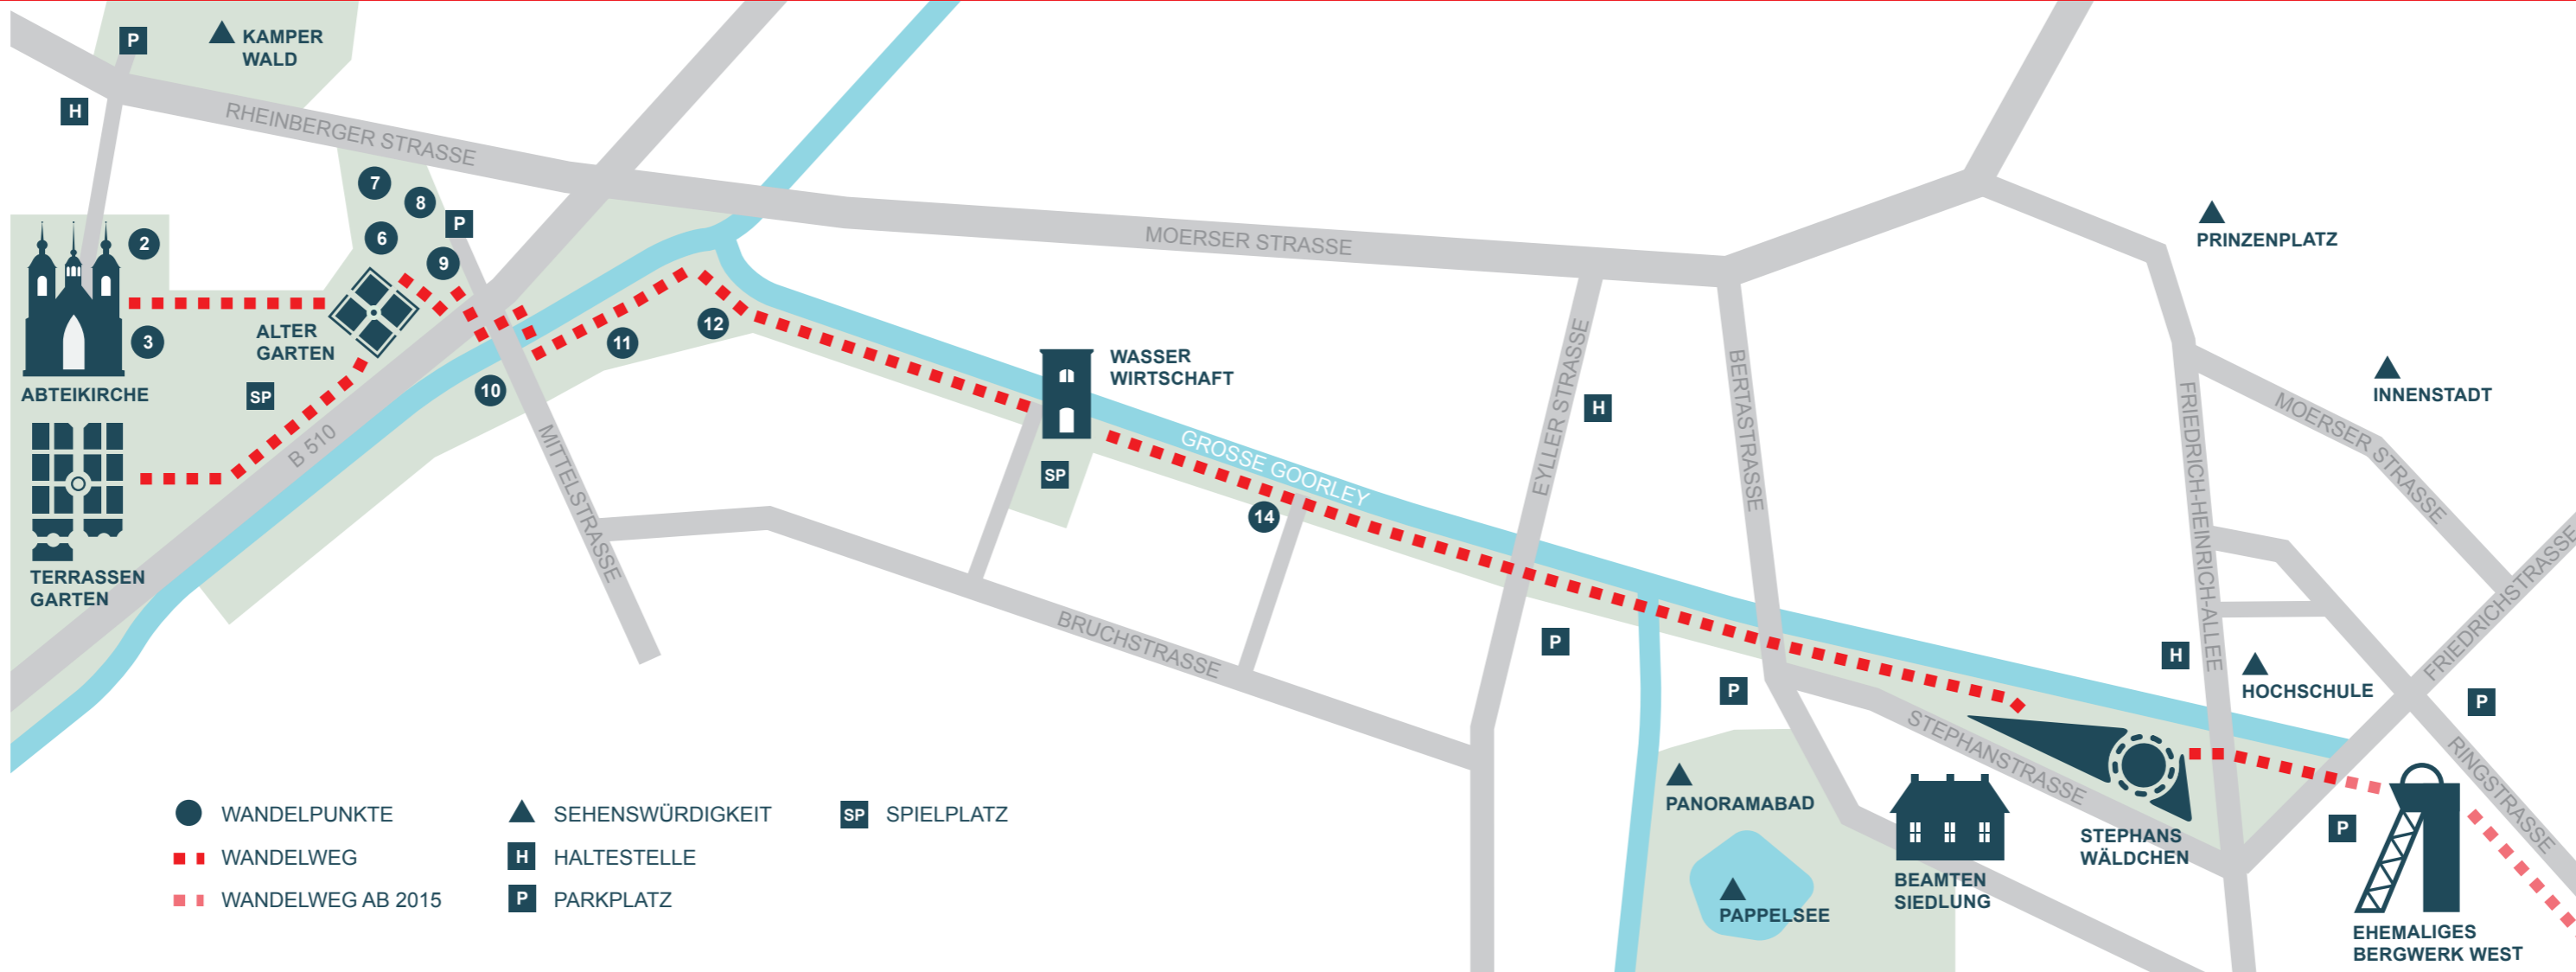 P
KAMPER
WALD
H
RHEINBERGER STRASSE
7
8
P
2
6
9
MOERSER STRASSE
PRINZENPLATZ
3
ALTER
GARTEN
11
12
10
ABTEIKIRCHE
SP
WASSER
WIRTSCHAFT
EYLLER STRASSE
H
BERTASTRASSE
FRIEDRICH-HEINRICH-ALLEE
INNENSTADT
MOERSER STRASSE
B 510
MITTELSTRASSE
SP
GROSSE GOORLEY
14
TERRASSEN
GARTEN
BRUCHSTRASSE
P
P
H
HOCHSCHULE
FRIEDRICHSTRASSE
P
STEPHANSTRASSE
RINGSTRASSE
PANORAMABAD
PAPPELSEE
BEAMTEN
SIEDLUNG
STEPHANS
WÄLDCHEN
P
EHEMALIGES
BERGWERK WEST
WANDELPUNKTE
WANDELWEG
WANDELWEG AB 2015
SEHENSWÜRDIGKEIT
H HALTESTELLE
P PARKPLATZ
SP SPIELPLATZ